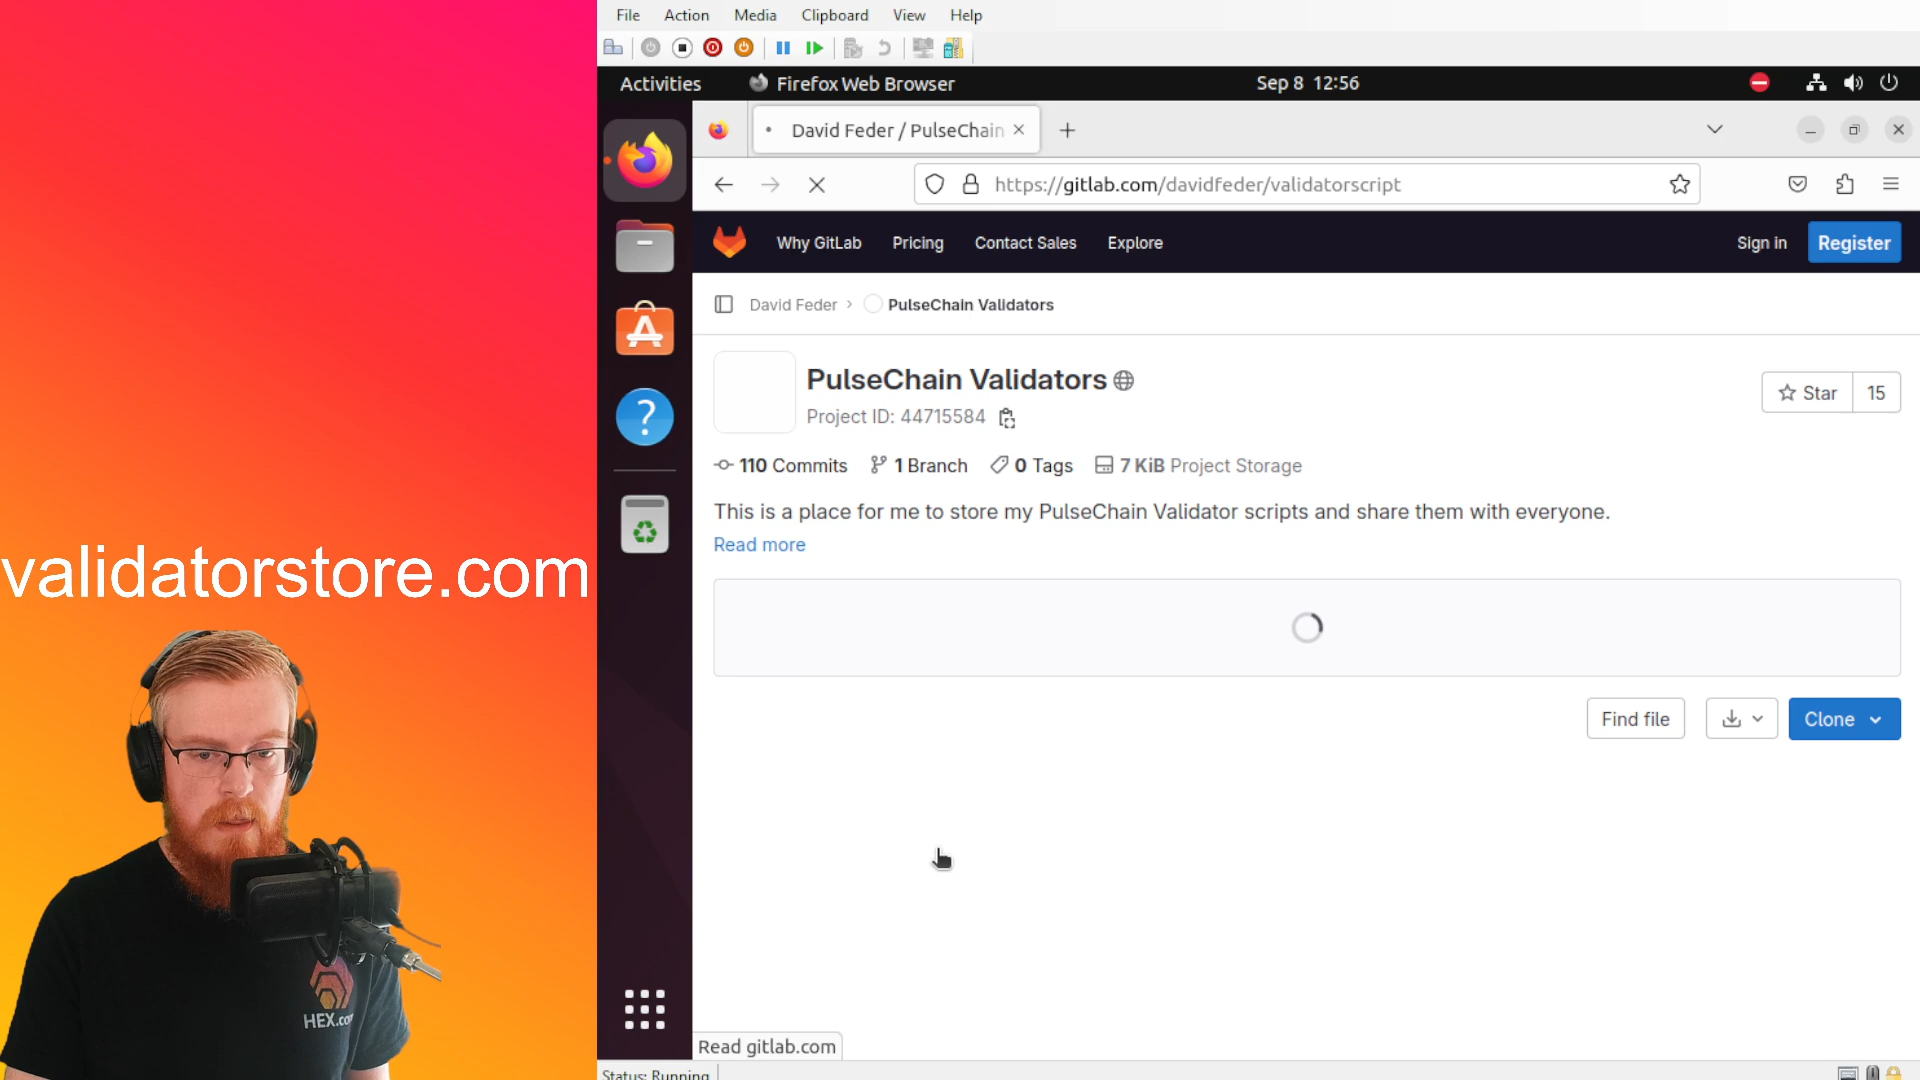 File Action Media Clipboard View Help
Activities Firefox Web Browser Sep 8 12:56
David Feder / PulseChain
https://gitlab.com/davidfeder/validatorscript
Why GitLab Pricing Contact Sales Explore Sign in Register
David Feder > PulseChain Validators
PulseChain Validators
Project ID: 44715584
Star 15
110 Commits 1 Branch 0 Tags 7 KiB Project Storage
This is a place for me to store my PulseChain Validator scripts and share them with everyone.
Read more
validatorstore.com
Find file Clone
HEX.co
Read gitlab.com
Status: Running